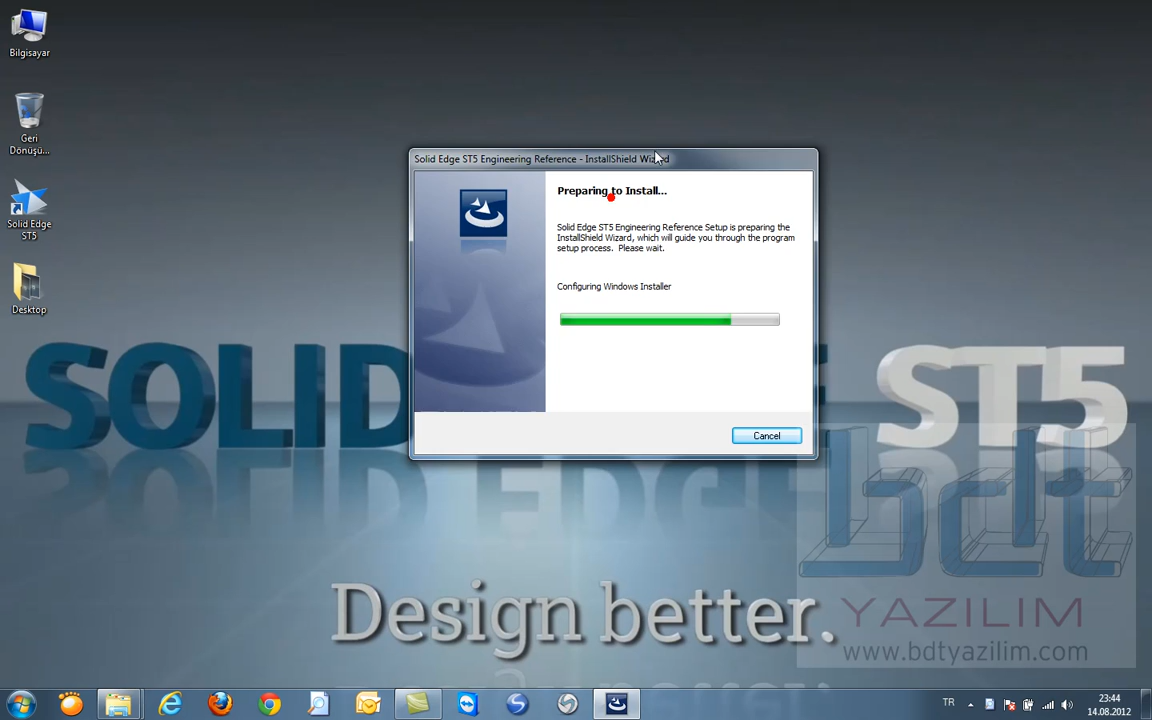 Bilgisayar
Geri
Dönüşü...
Solid Edge
ST5
Desktop
Solid Edge ST5 Engineering Reference - InstallShield Wizard
Preparing to Install...
Solid Edge ST5 Engineering Reference Setup is preparing the
InstallShield Wizard, which will guide you through the program
setup process. Please wait.
Configuring Windows Installer
Cancel
SOLID EDGE ST5
Design better.
bdt
YAZILIM
www.bdtyazilim.com
TR
23:44
14.08.2012